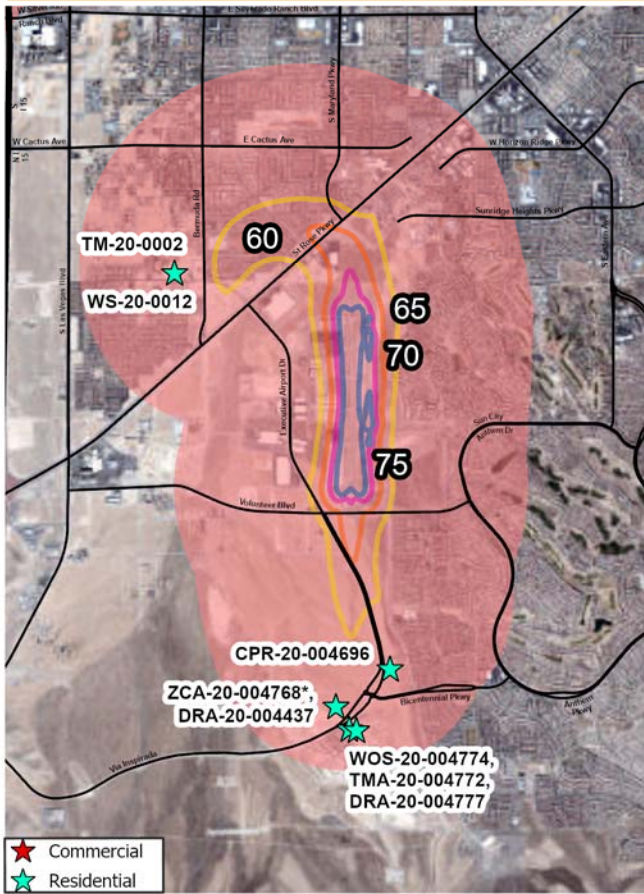 W Silverado
Ranch Blvd
E Silverado Ranch Blvd
S I 15
N I 15
W Cactus Ave
E Cactus Ave
S Maryland Pkwy
W Horizon Ridge Pkwy
Bermuda Rd
Sunridge Heights Pkwy
St Rose Pkwy
S Eastern Ave
60
TM-20-0002
WS-20-0012
S Las Vegas Blvd
65
70
Executive Airport Dr
Sun City
Anthem Dr
75
Volunteer Blvd
CPR-20-004696
ZCA-20-004768*,
DRA-20-004437
Bicentennial Pkwy
Anthem
Pkwy
Via Inspirada
WOS-20-004774,
TMA-20-004772,
DRA-20-004777
Commercial
Residential